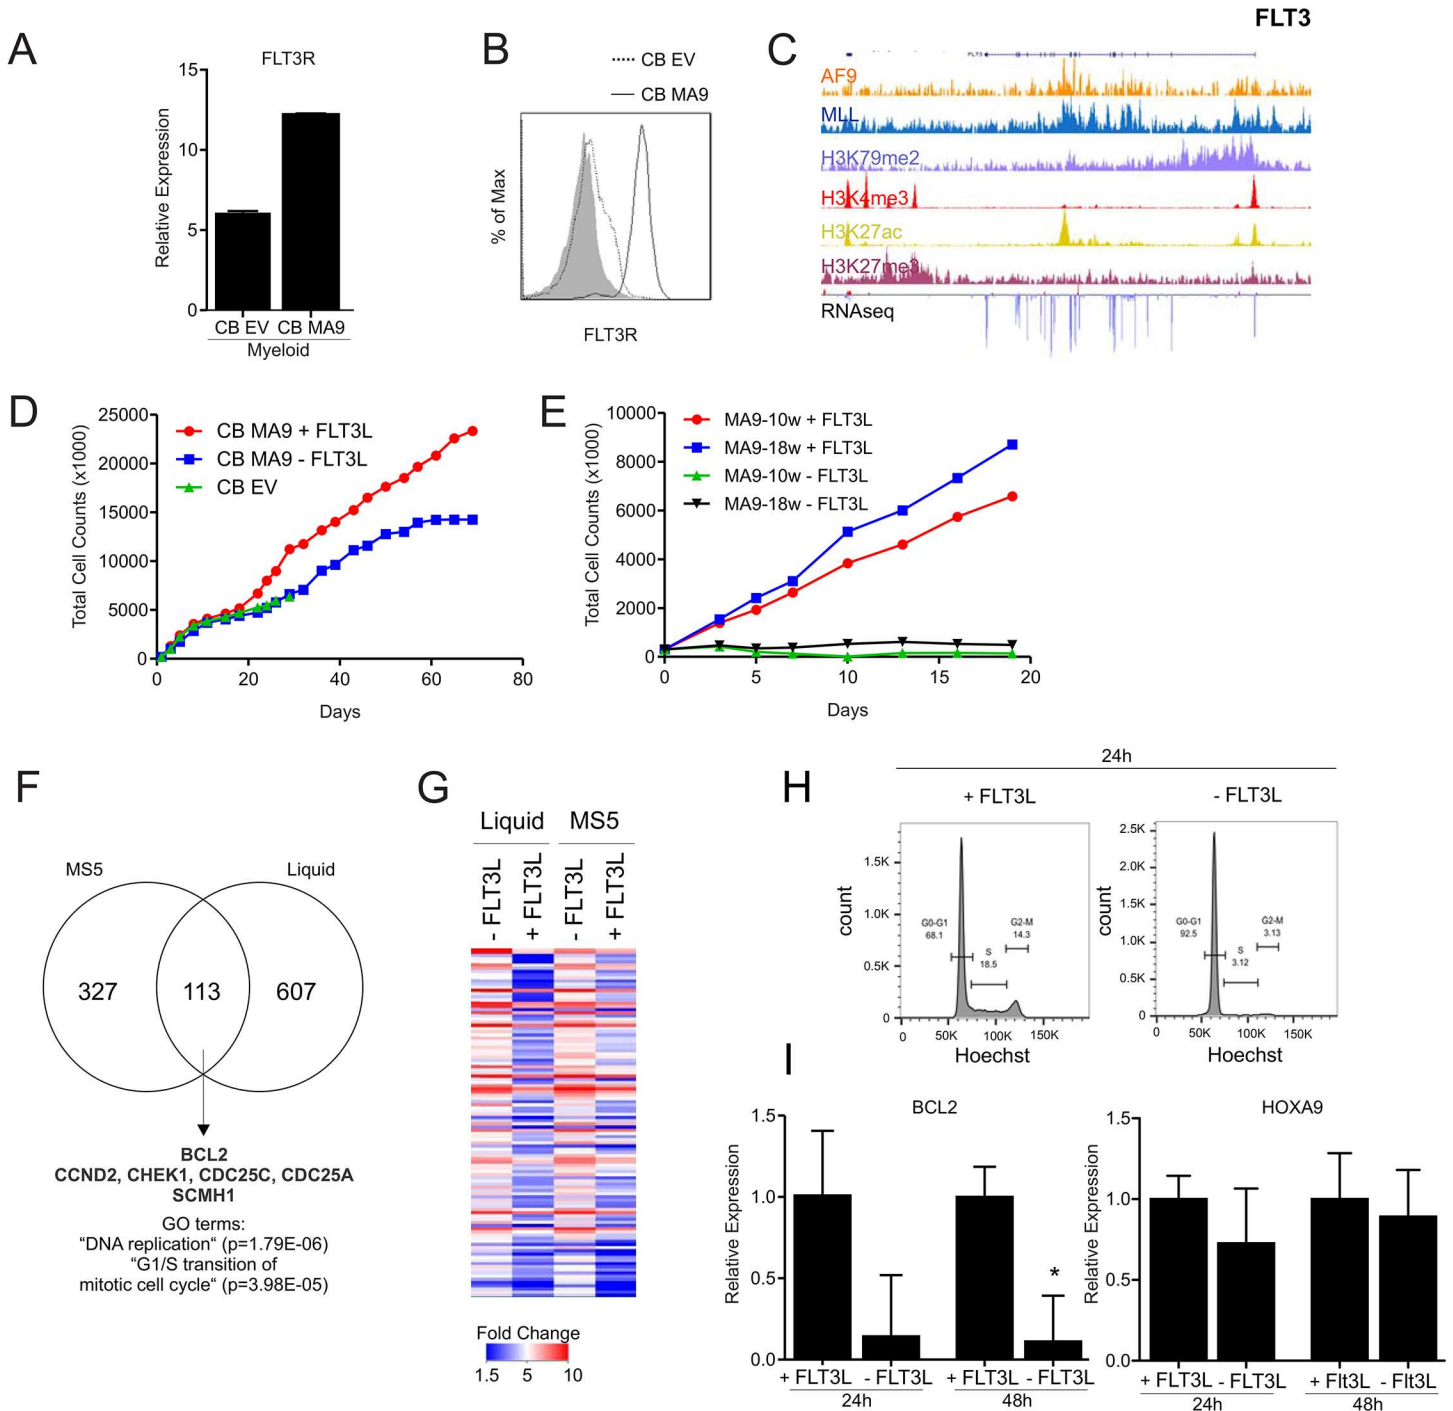 FLT3
A
FLT3R
Relative Expression
15
10
5
0
CB EV
CB MA9
Myeloid
B
CB EV
CB MA9
% of Max
FLT3R
C
AF9
MLL
H3K79me2
H3K4me3
H3K27ac
H3K27me3
RNAseq
D
Total Cell Counts (x1000)
25000
20000
15000
10000
5000
0
CB MA9 + FLT3L
CB MA9 - FLT3L
CB EV
0 20 40 60 80
Days
E
Total Cell Counts (x1000)
10000
8000
6000
4000
2000
0
MA9-10w + FLT3L
MA9-18w + FLT3L
MA9-10w - FLT3L
MA9-18w - FLT3L
0 5 10 15 20
Days
F
MS5
Liquid
327 113 607
BCL2
CCND2, CHEK1, CDC25C, CDC25A
SCMH1
GO terms:
“DNA replication“ (p=1.79E-06)
“G1/S transition of
mitotic cell cycle“ (p=3.98E-05)
G
Liquid MS5
- FLT3L
+ FLT3L
- FLT3L
+ FLT3L
Fold Change
1.5 5 10
H
24h
+ FLT3L
count
1.5K
1.0K
0.5K
0
G0-G1
68.1
S
18.5
G2-M
14.3
0 50K 100K 150K
Hoechst
- FLT3L
count
2.5K
2.0K
1.5K
1.0K
0.5K
0
G0-G1
92.5
S
3.12
G2-M
3.13
0 50K 100K 150K
Hoechst
I
BCL2
Relative Expression
1.5
1.0
0.5
0.0
*
+ FLT3L - FLT3L + FLT3L - FLT3L
24h 48h
HOXA9
Relative Expression
1.5
1.0
0.5
0.0
+ FLT3L - FLT3L + Flt3L - Flt3L
24h 48h